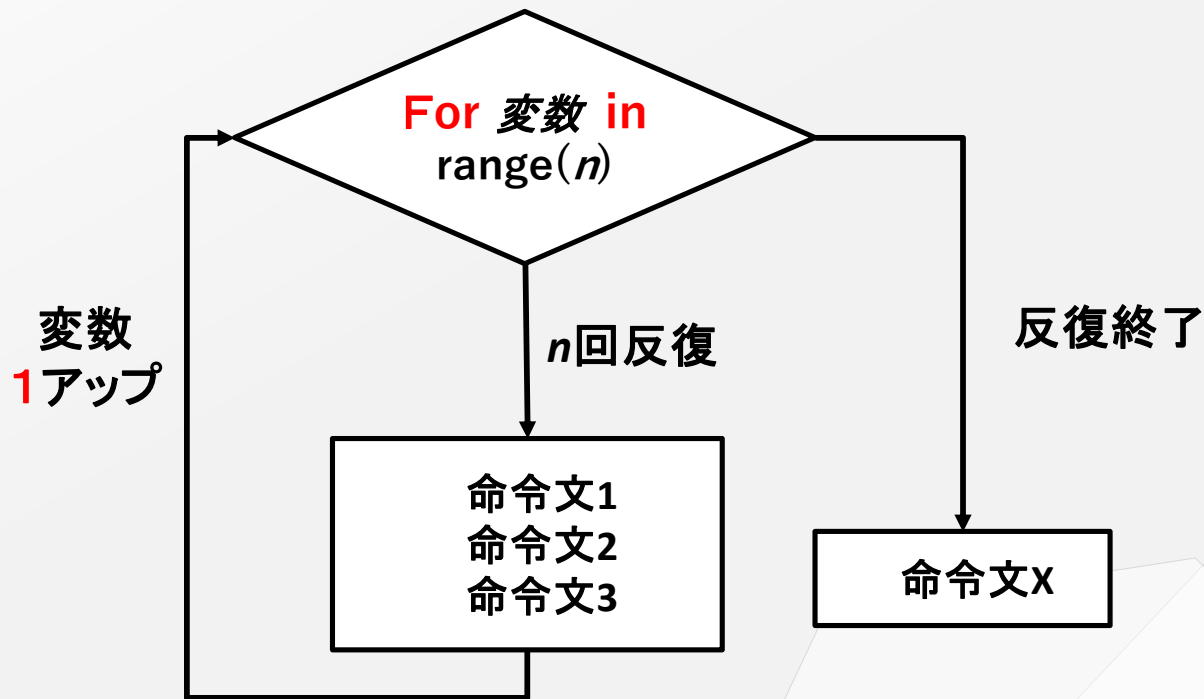 For 変数 in
range(n)
変数
1アップ
n回反復
反復終了
命令文1
命令文2
命令文3
命令文X